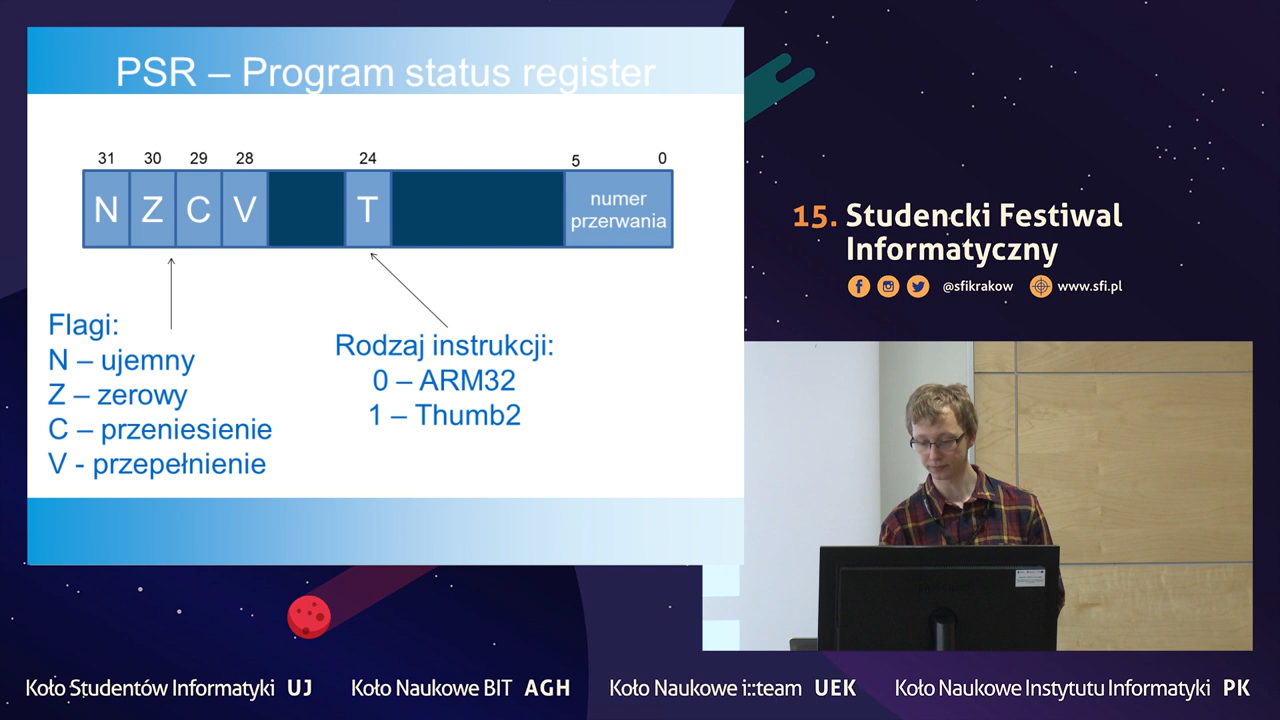 PSR – Program status register
31 30 29 28 24 5 0
N Z C V T numer
przerwania
Flagi:
N – ujemny
Z – zerowy
C – przeniesienie
V - przepełnienie
Rodzaj instrukcji:
0 – ARM32
1 – Thumb2
15. Studencki Festiwal
Informatyczny
@sfikrakow www.sfi.pl
Koło Studentów Informatyki UJ Koło Naukowe BIT AGH Koło Naukowe i::team UEK Koło Naukowe Instytutu Informatyki PK